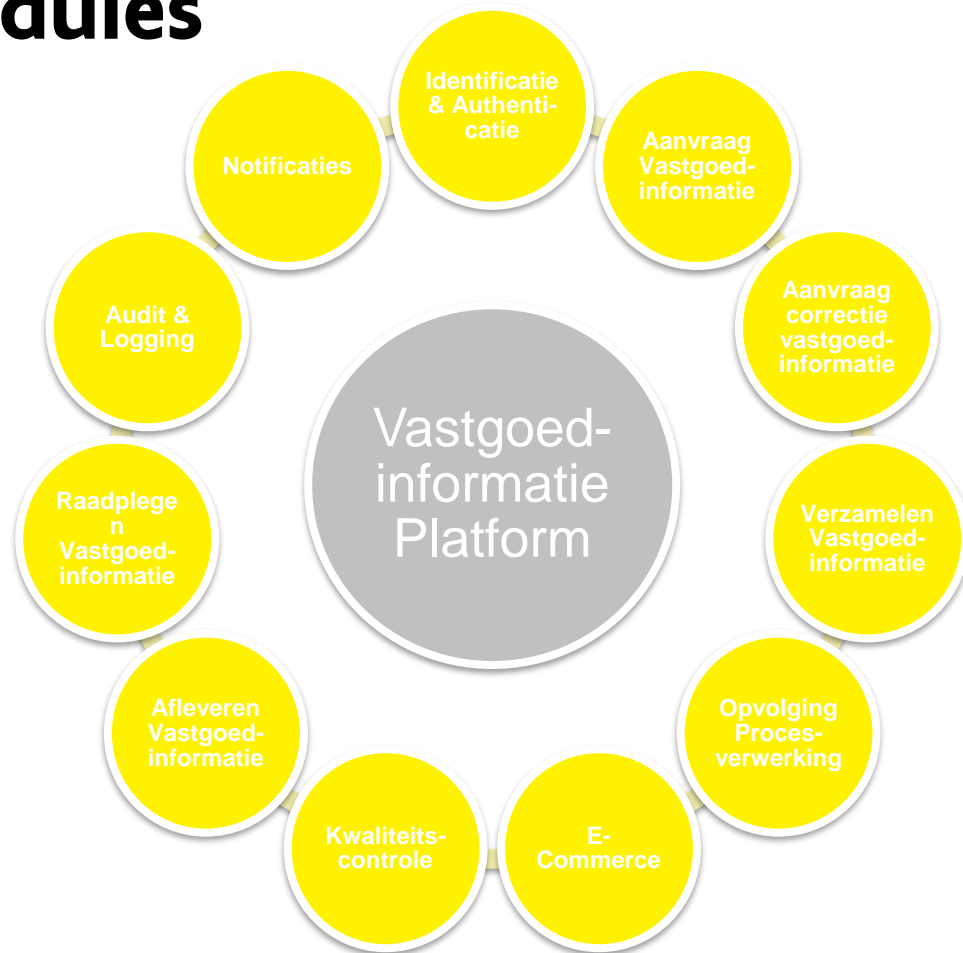 dules
Identificatie
& Authenti-
catie
Aanvraag
Vastgoed-
informatie
Aanvraag
correctie
vastgoed-
informatie
Verzamelen
Vastgoed-
informatie
Opvolging
Proces-
verwerking
E-
Commerce
Kwaliteits-
controle
Afleveren
Vastgoed-
informatie
Raadplege
n
Vastgoed-
informatie
Audit &
Logging
Notificaties
Vastgoed-
informatie
Platform